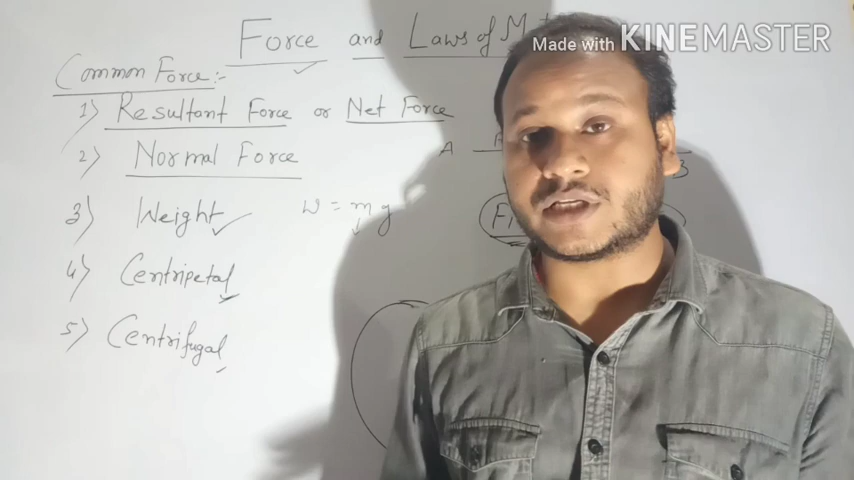 Made with KINEMASTER
Force and Laws of M
Common Force :-
1) Resultant Force or Net Force
2) Normal Force
A
3) Weight W = mg
4) Centripetal
5) Centrifugal